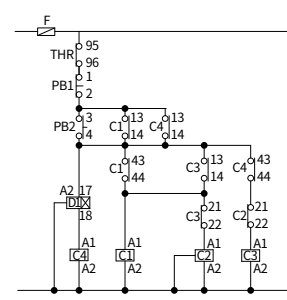 F
THR 95
96
PB1 1
2
PB2 3
4
C1 13
14
C4 13
14
C1 43
44
C3 13
14
C4 43
44
A2 17
D1
18
C3 21
22
C2 21
22
C4 A1
A2
C1 A1
A2
C2 A1
A2
C3 A1
A2